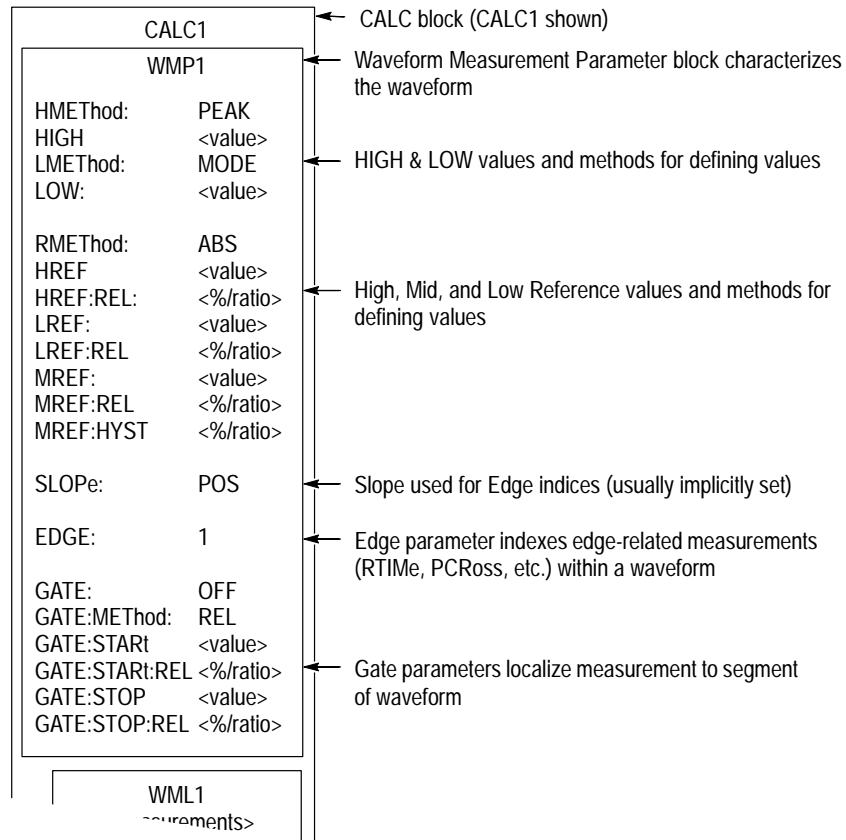 CALC1
CALC block (CALC1 shown)
WMP1
Waveform Measurement Parameter block characterizes
the waveform
HMEThod: PEAK
HIGH <value>
LMEThod: MODE
LOW: <value>
HIGH & LOW values and methods for defining values
RMEThod: ABS
HREF <value>
HREF:REL: <%/ratio>
LREF: <value>
LREF:REL <%/ratio>
MREF: <value>
MREF:REL <%/ratio>
MREF:HYST <%/ratio>
High, Mid, and Low Reference values and methods for
defining values
SLOPe: POS
Slope used for Edge indices (usually implicitly set)
EDGE: 1
Edge parameter indexes edge-related measurements
(RTIMe, PCRoss, etc.) within a waveform
GATE: OFF
GATE:METhod: REL
GATE:STARt <value>
GATE:STARt:REL <%/ratio>
GATE:STOP <value>
GATE:STOP:REL <%/ratio>
Gate parameters localize measurement to segment
of waveform
WML1